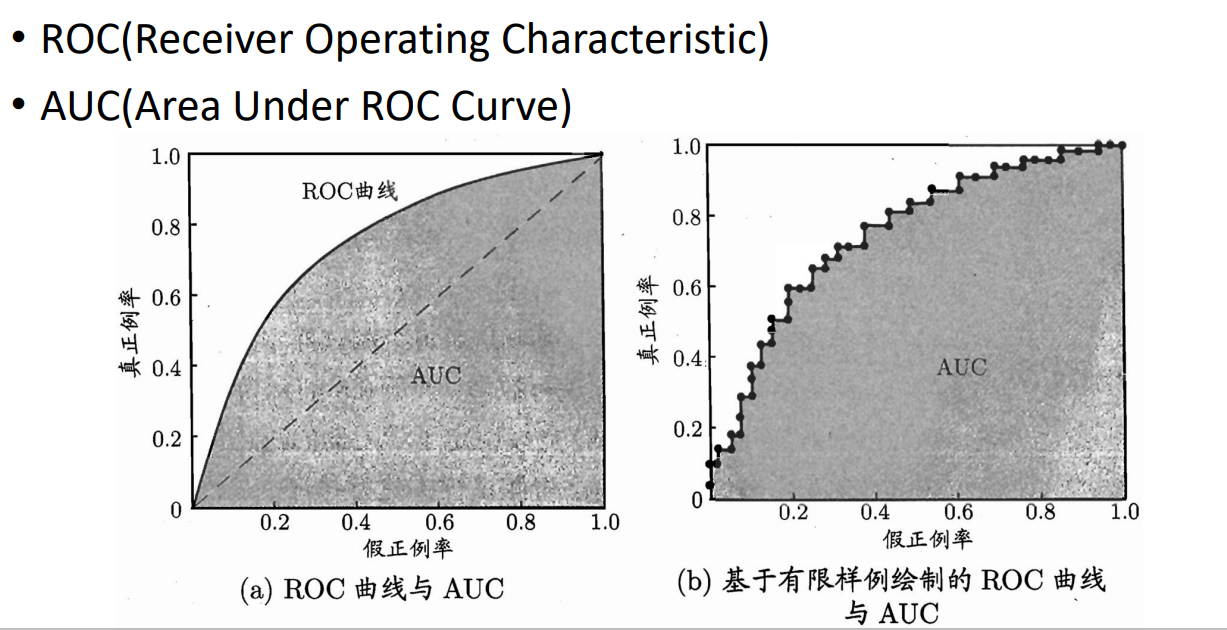 • ROC(Receiver Operating Characteristic)
• AUC(Area Under ROC Curve)
1.0
0.8
0.6
0.4
0.2
0
真正例率
ROC曲线
AUC
0.2 0.4 0.6 0.8 1.0
假正例率
(a) ROC 曲线与 AUC
1.0
0.8
0.6
0.4
0.2
0
真正例率
AUC
0.2 0.4 0.6 0.8 1.0
假正例率
(b) 基于有限样例绘制的 ROC 曲线
与 AUC